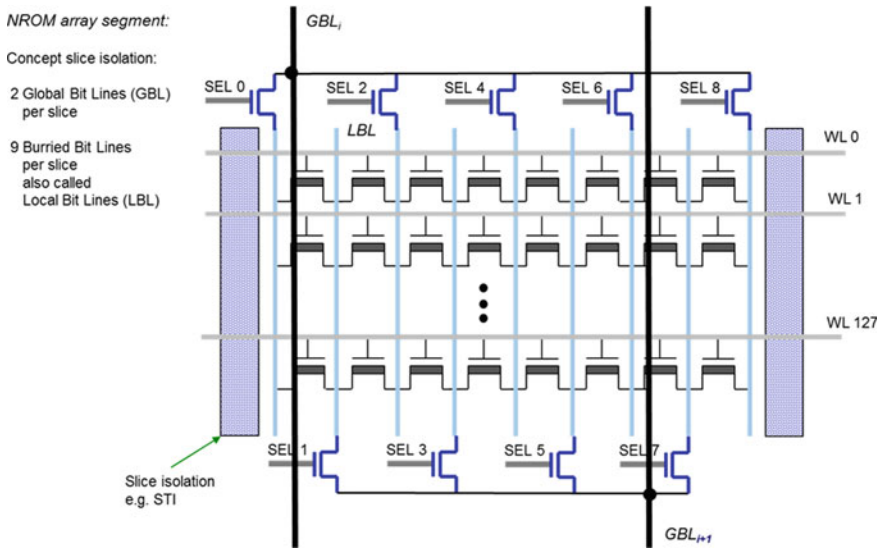 NROM array segment:
Concept slice isolation:
2 Global Bit Lines (GBL)
per slice
9 Burried Bit Lines
per slice
also called
Local Bit Lines (LBL)
GBLi
SEL 0
SEL 2
SEL 4
SEL 6
SEL 8
LBL
WL 0
WL 1
WL 127
SEL 1
SEL 3
SEL 5
SEL 7
Slice isolation
e.g. STI
GBLi+1